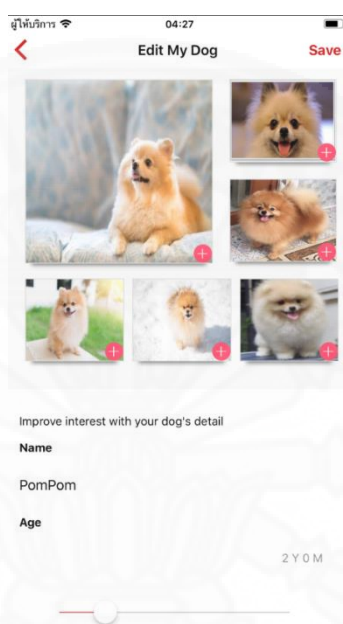 ผู้ให้บริการ 04:27
Edit My Dog Save
Improve interest with your dog's detail
Name
PomPom
Age
2 Y 0 M